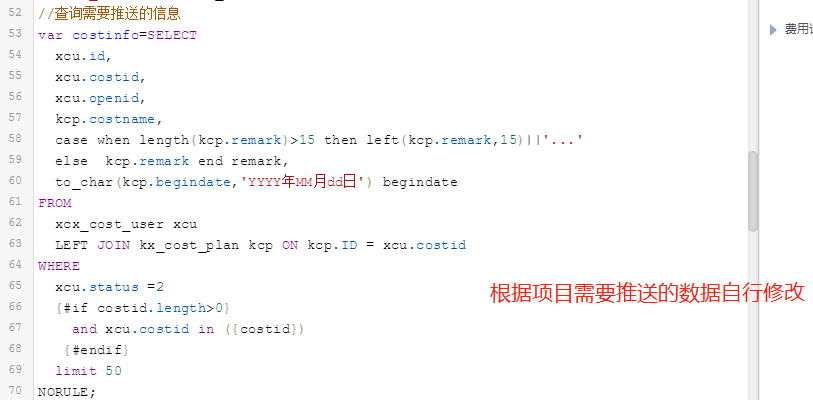 52 //查询需要推送的信息
53 var costinfo=SELECT
54 xcu.id,
55 xcu.costid,
56 xcu.openid,
57 kcp.costname,
58 case when length(kcp.remark)>15 then left(kcp.remark,15)||'...'
59 else  kcp.remark end remark,
60 to_char(kcp.begindate,'YYYY年MM月dd日') begindate
61 FROM
62 xcx_cost_user xcu
63 LEFT JOIN kx_cost_plan kcp ON kcp.ID = xcu.costid
64 WHERE
65 xcu.status =2
66 {#if costid.length>0}
67 and xcu.costid in ({costid})
68 {#endif}
69 limit 50
70 NORULE;
根据项目需要推送的数据自行修改
费用